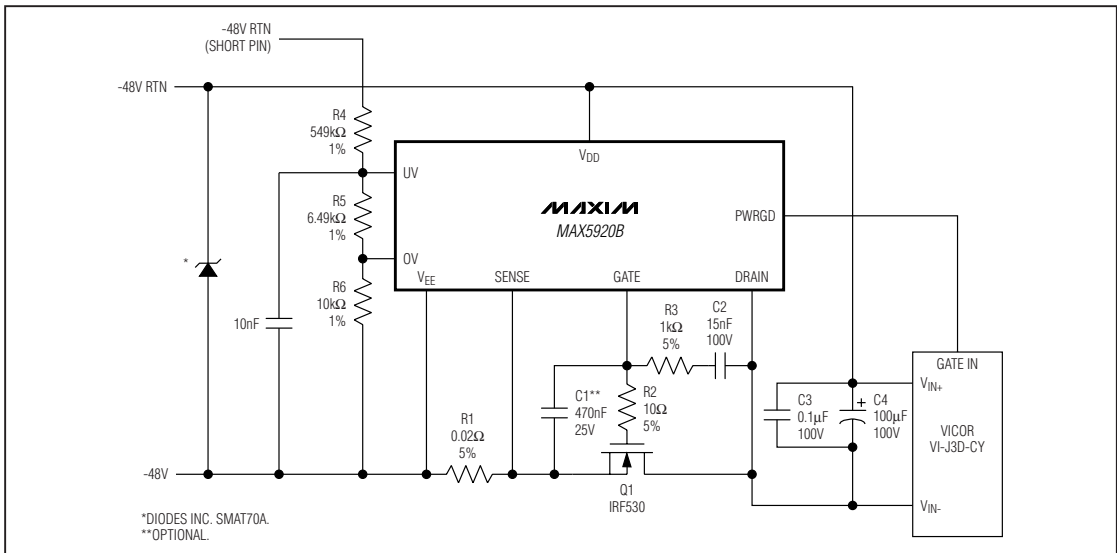 -48V RTN
(SHORT PIN)
-48V RTN
R4
549kΩ
1%
VDD
UV
MAXIM
MAX5920B
PWRGD
R5
6.49kΩ
1%
*
OV
VEE
SENSE
GATE
DRAIN
R6
10kΩ
1%
10nF
R3
1kΩ
5%
C2
15nF
100V
GATE IN
VIN+
C1**
470nF
25V
R2
10Ω
5%
C3
0.1µF
100V
+
C4
100µF
100V
VICOR
VI-J3D-CY
R1
0.02Ω
5%
-48V
Q1
IRF530
VIN-
*DIODES INC. SMAT70A.
**OPTIONAL.